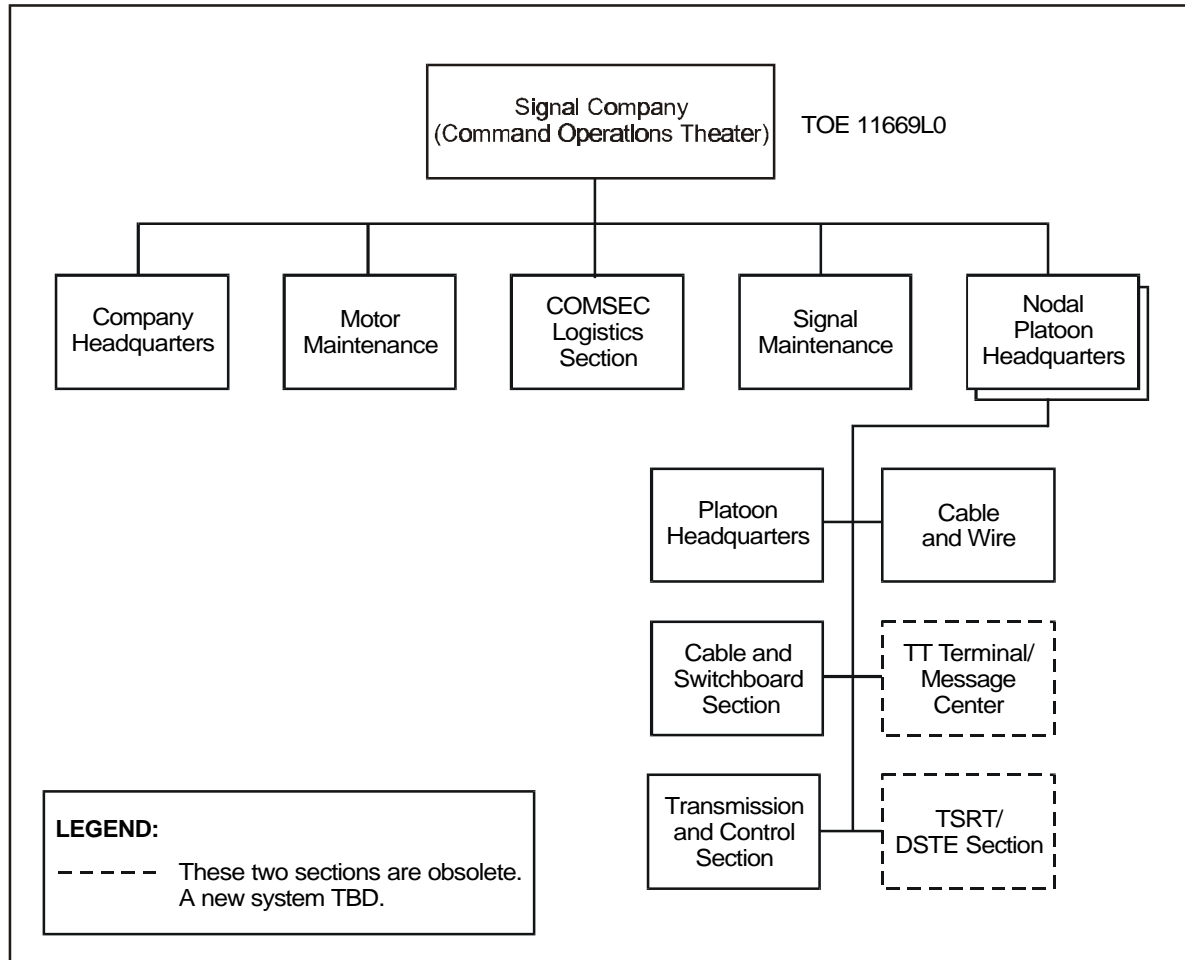 Signal Company
(Command Operations Theater)
TOE 11669L0
Company
Headquarters
Motor
Maintenance
COMSEC
Logistics
Section
Signal
Maintenance
Nodal
Platoon
Headquarters
Platoon
Headquarters
Cable
and Wire
Cable and
Switchboard
Section
TT Terminal/
Message
Center
Transmission
and Control
Section
TSRT/
DSTE Section
LEGEND:
These two sections are obsolete.
A new system TBD.